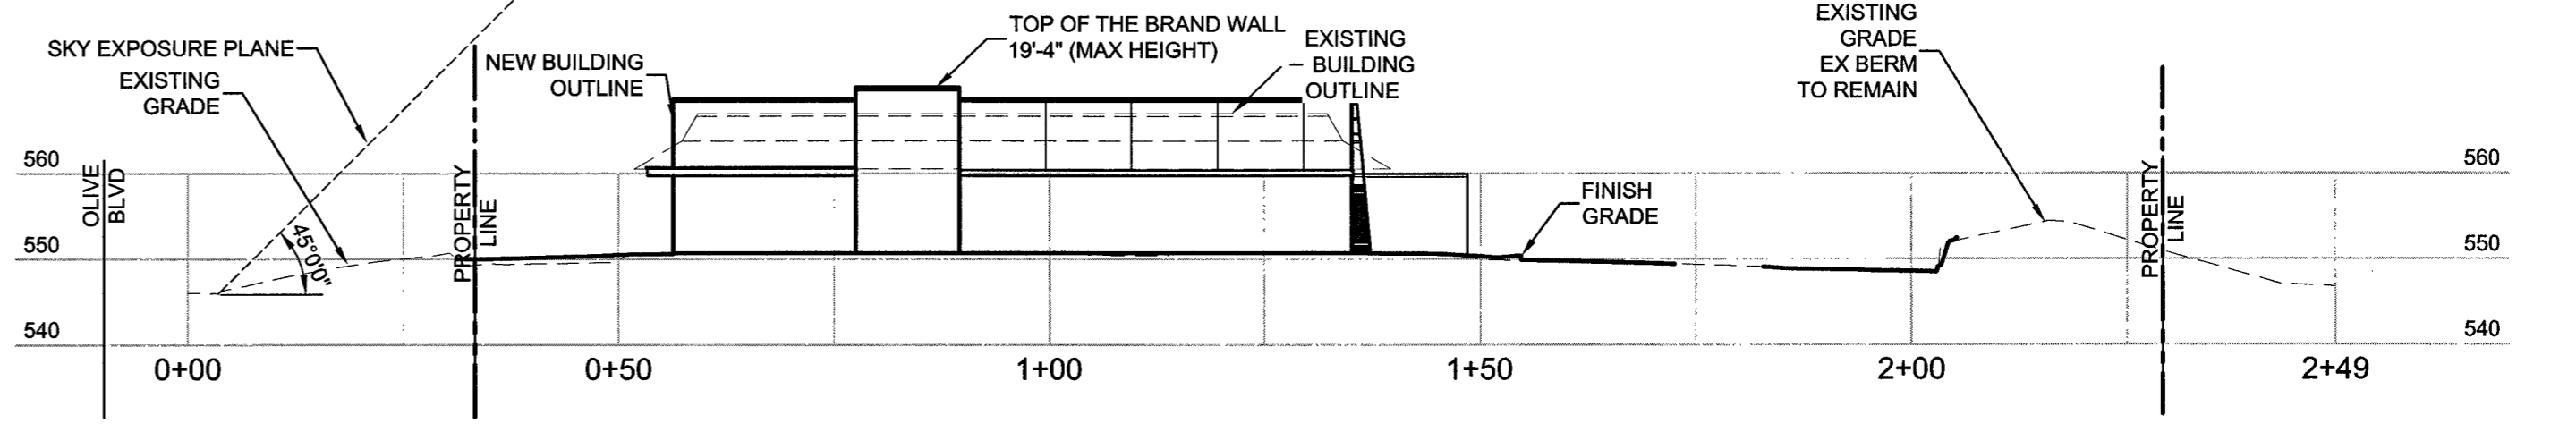 SKY EXPOSURE PLANE
EXISTING
GRADE
NEW BUILDING
OUTLINE
TOP OF THE BRAND WALL
19'-4" (MAX HEIGHT)
EXISTING
BUILDING
OUTLINE
EXISTING
GRADE
EX BERM
TO REMAIN
560
OLIVE
BLVD
PROPERTY
LINE
45°0'0"
FINISH
GRADE
PROPERTY
LINE
560
550
550
540
540
0+00
0+50
1+00
1+50
2+00
2+49